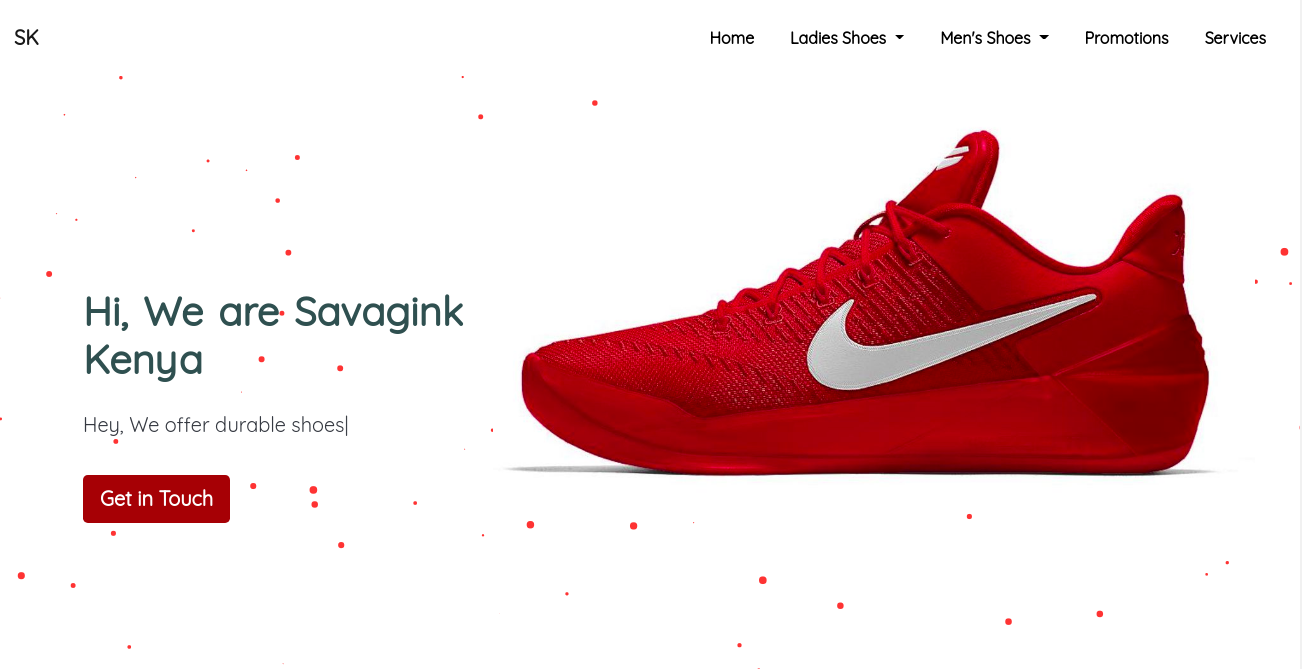 SK
Home
Ladies Shoes
Men's Shoes
Promotions
Services
Hi, We are Savagink
Kenya
Hey, We offer durable shoes|
Get in Touch